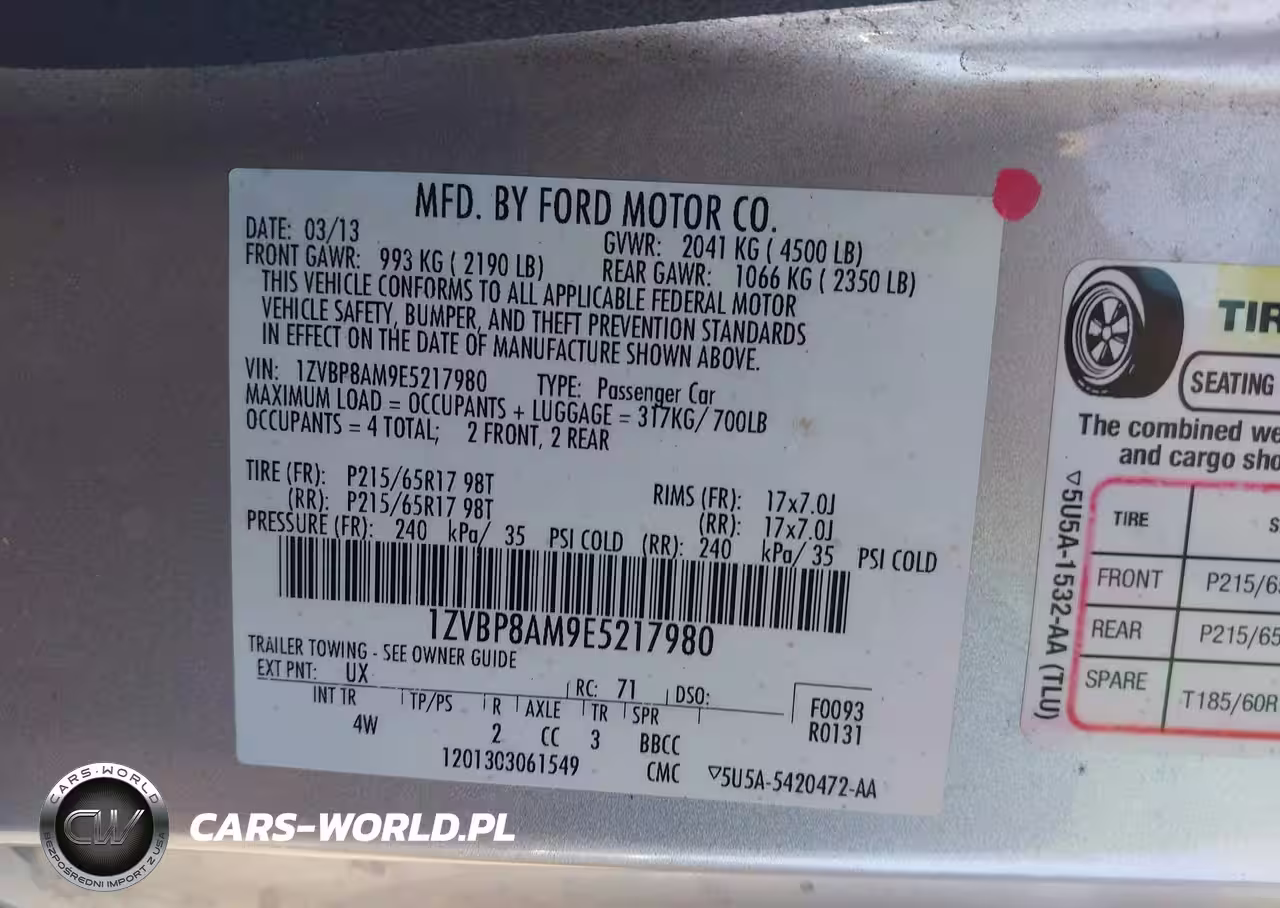 MFD. BY FORD MOTOR CO.
DATE: 03/13 GVWR: 2041 KG ( 4500 LB)
FRONT GAWR: 993 KG ( 2190 LB) REAR GAWR: 1066 KG ( 2350 LB)
THIS VEHICLE CONFORMS TO ALL APPLICABLE FEDERAL MOTOR
VEHICLE SAFETY, BUMPER, AND THEFT PREVENTION STANDARDS
IN EFFECT ON THE DATE OF MANUFACTURE SHOWN ABOVE.
VIN: 1ZVBP8AM9E5217980 TYPE: Passenger Car
MAXIMUM LOAD = OCCUPANTS + LUGGAGE = 317KG/ 700LB
OCCUPANTS = 4 TOTAL; 2 FRONT, 2 REAR
TIRE (FR): P215/65R17 98T RIMS (FR): 17x7.0J
(RR): P215/65R17 98T (RR): 17x7.0J
PRESSURE (FR): 240 kPa/ 35 PSI COLD (RR): 240 kPa/ 35 PSI COLD
1ZVBP8AM9E5217980
TRAILER TOWING - SEE OWNER GUIDE
EXT PNT: UX RC: 71 DSO:
INT TR TP/PS R AXLE TR SPR F0093
4W 2 CC 3 BBCC R0131
1201303061549 CMC ▽5U5A-5420472-AA
TIR
SEATING
The combined we
and cargo sho
▽5U5A-1532-AA (TLU)
TIRE S
FRONT P215/65
REAR P215/65
SPARE T185/60R
CARS-WORLD
CW
BEZPOŚREDNI IMPORT Z USA
CARS-WORLD.PL